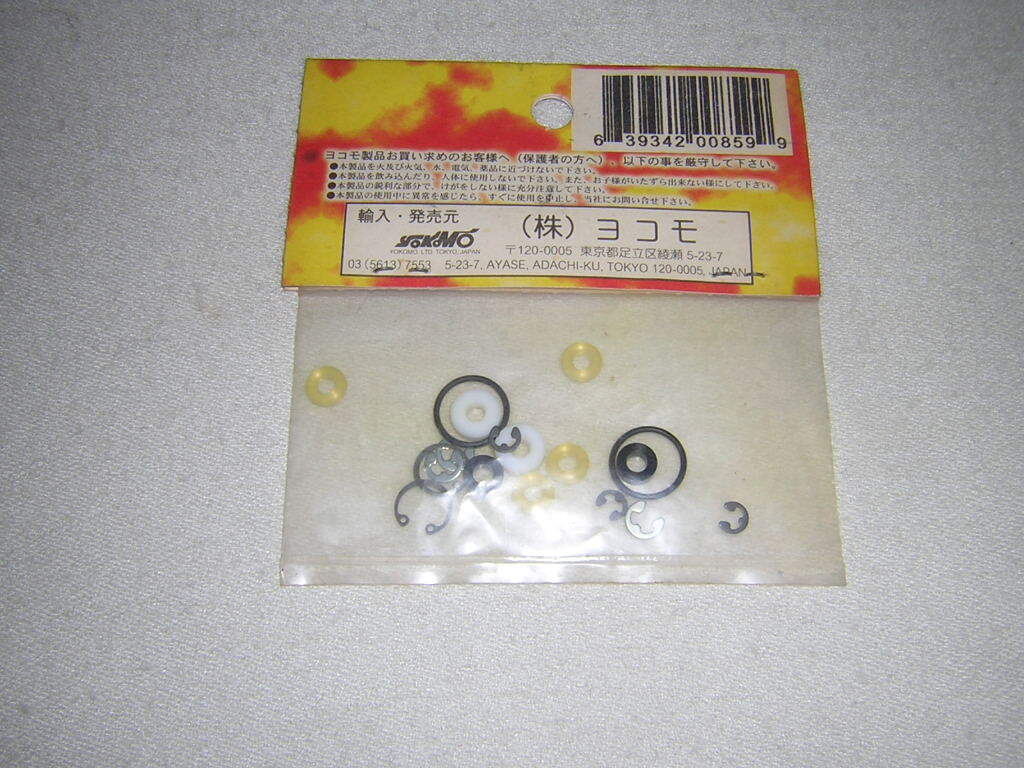 6 39342 00859 9
ヨコモ製品お買い求めのお客様へ（保護者の方へ）、以下の事を厳守して下さい。
●本製品を火及び火気、水、電気、薬品に近づけないで下さい。
●本製品を飲み込んだり、人体に使用しないで下さい。また、お子様がいたずら出来ない様にして下さい。
●本製品の鋭利な部分で、けがをしない様に充分注意して下さい。
●本製品の使用中に異常を感じたら、すぐに使用を中止し、当社にお問い合せ下さい。
輸入・発売元
（株）ヨコモ
YOKOMO
YOKOMO, LTD. TOKYO, JAPAN
〒120-0005 東京都足立区綾瀬 5-23-7
03 (5613) 7553 5-23-7, AYASE, ADACHI-KU, TOKYO 120-0005, JAPAN